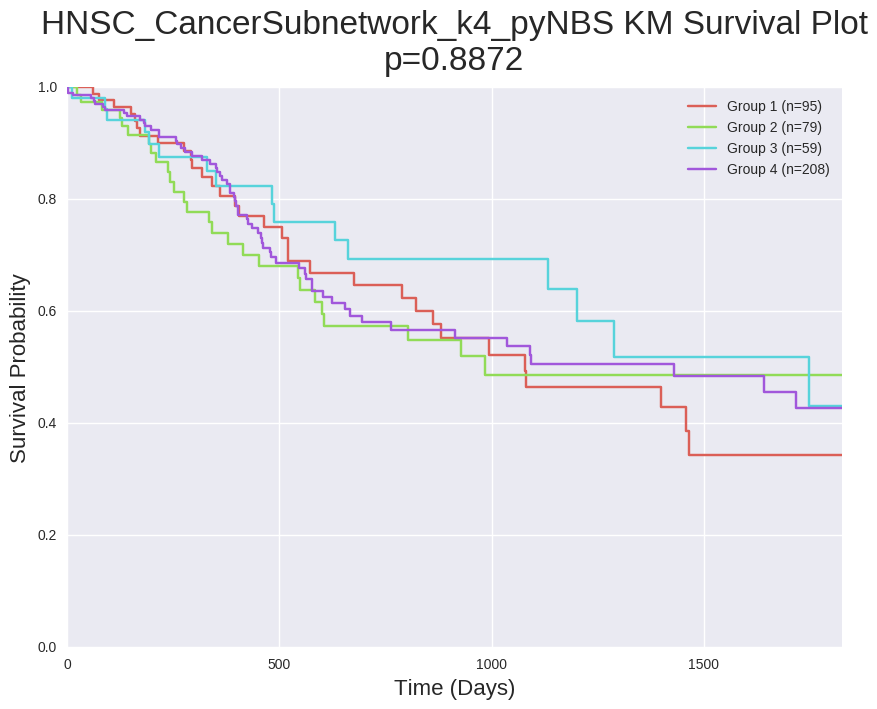 HNSC_CancerSubnetwork_k4_pyNBS KM Survival Plot
p=0.8872
Group 1 (n=95)
Group 2 (n=79)
Group 3 (n=59)
Group 4 (n=208)
Survival Probability
1.0
0.8
0.6
0.4
0.2
0.0
0 500 1000 1500
Time (Days)